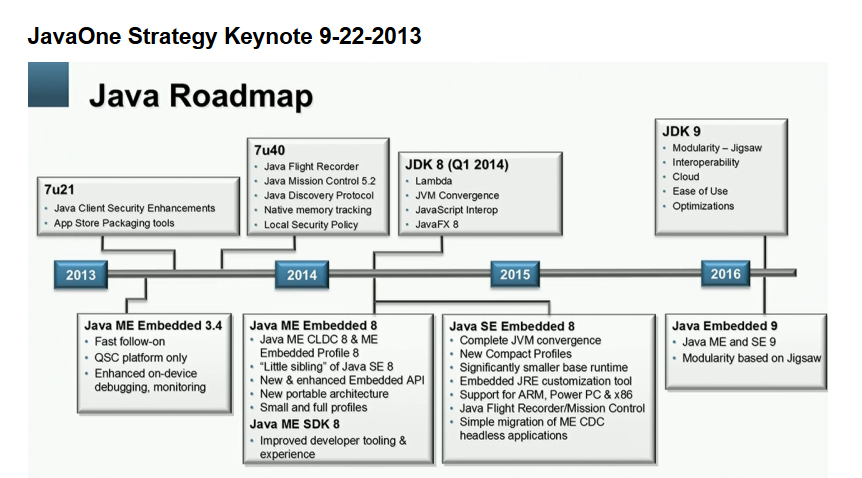 JavaOne Strategy Keynote 9-22-2013
Java Roadmap
7u21
• Java Client Security Enhancements
• App Store Packaging tools
7u40
• Java Flight Recorder
• Java Mission Control 5.2
• Java Discovery Protocol
• Native memory tracking
• Local Security Policy
JDK 8 (Q1 2014)
• Lambda
• JVM Convergence
• JavaScript Interop
• JavaFX 8
JDK 9
• Modularity – Jigsaw
• Interoperability
• Cloud
• Ease of Use
• Optimizations
2013
2014
2015
2016
Java ME Embedded 3.4
• Fast follow-on
• QSC platform only
• Enhanced on-device
debugging, monitoring
Java ME Embedded 8
• Java ME CLDC 8 & ME
Embedded Profile 8
• “Little sibling” of Java SE 8
• New & enhanced Embedded API
• New portable architecture
• Small and full profiles
Java ME SDK 8
• Improved developer tooling &
experience
Java SE Embedded 8
• Complete JVM convergence
• New Compact Profiles
• Significantly smaller base runtime
• Embedded JRE customization tool
• Support for ARM, Power PC & x86
• Java Flight Recorder/Mission Control
• Simple migration of ME CDC
headless applications
Java Embedded 9
• Java ME and SE 9
• Modularity based on Jigsaw